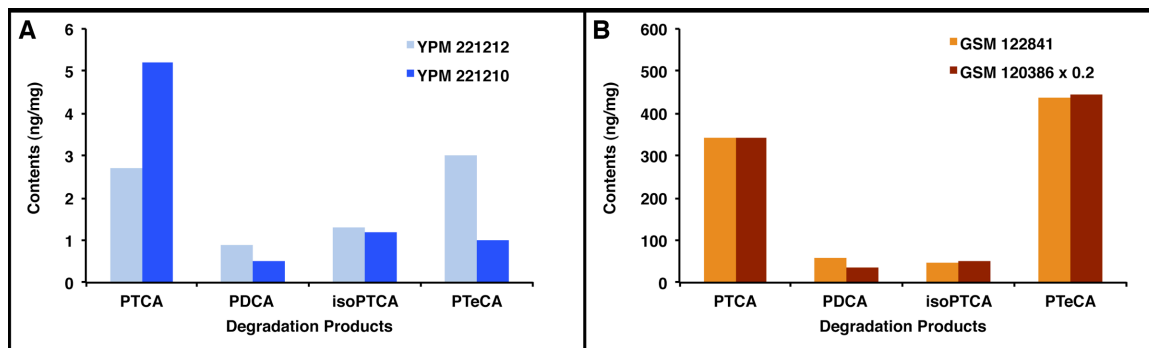 A
Contents (ng/mg)
6
5
4
3
2
1
0
YPM 221212
YPM 221210
PTCA PDCA isoPTCA PTeCA
Degradation Products
B
Contents (ng/mg)
600
500
400
300
200
100
0
GSM 122841
GSM 120386 x 0.2
PTCA PDCA isoPTCA PTeCA
Degradation Products